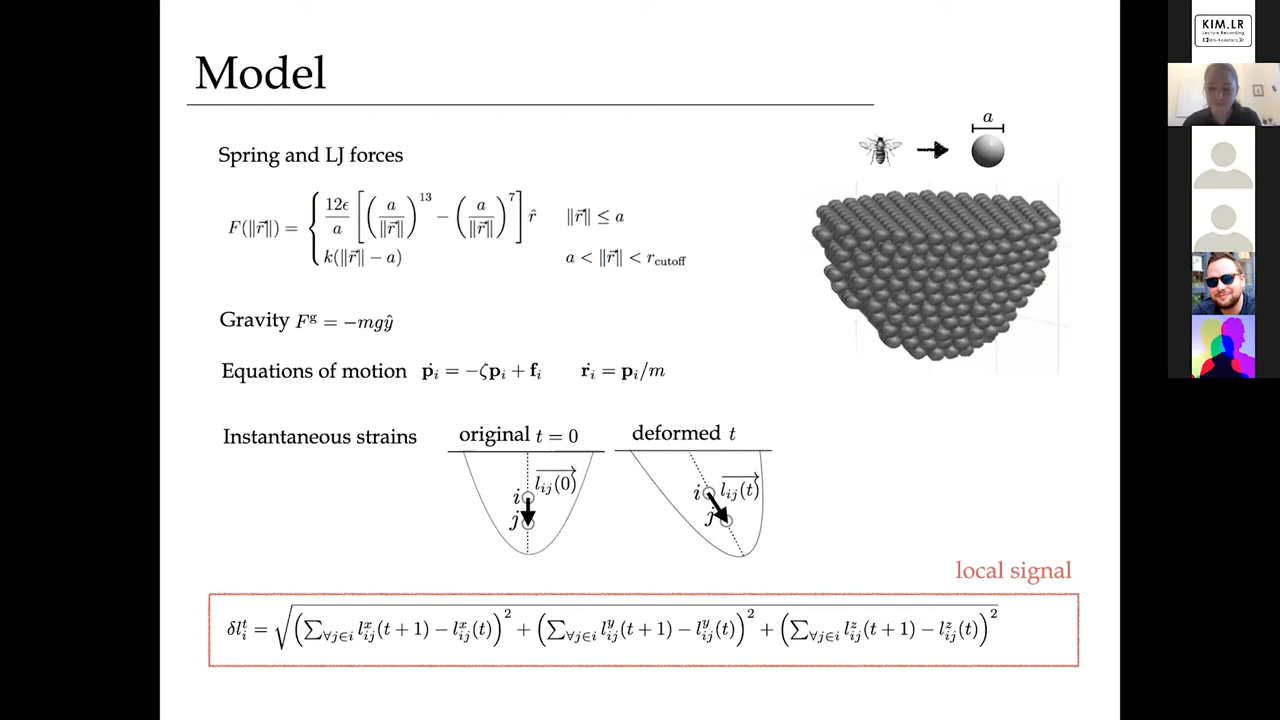 Model
a
Spring and LJ forces
F(‖r⃗‖) = { 12ϵ/a [(a/‖r⃗‖)^13 − (a/‖r⃗‖)^7] r̂   ‖r⃗‖ ≤ a
k(‖r⃗‖ − a)   a < ‖r⃗‖ < r_cutoff
Gravity F^g = −mgŷ
Equations of motion ṗ_i = −ζp_i + f_i   ṙ_i = p_i/m
Instantaneous strains
original t = 0
deformed t
i
l_ij(0)
j
i
l_ij(t)
j
local signal
δl_i^t = √((∑_{∀j∈i} l_ij^x(t+1) − l_ij^x(t))^2 + (∑_{∀j∈i} l_ij^y(t+1) − l_ij^y(t))^2 + (∑_{∀j∈i} l_ij^z(t+1) − l_ij^z(t))^2)
KIM.LR
Lecture Recording